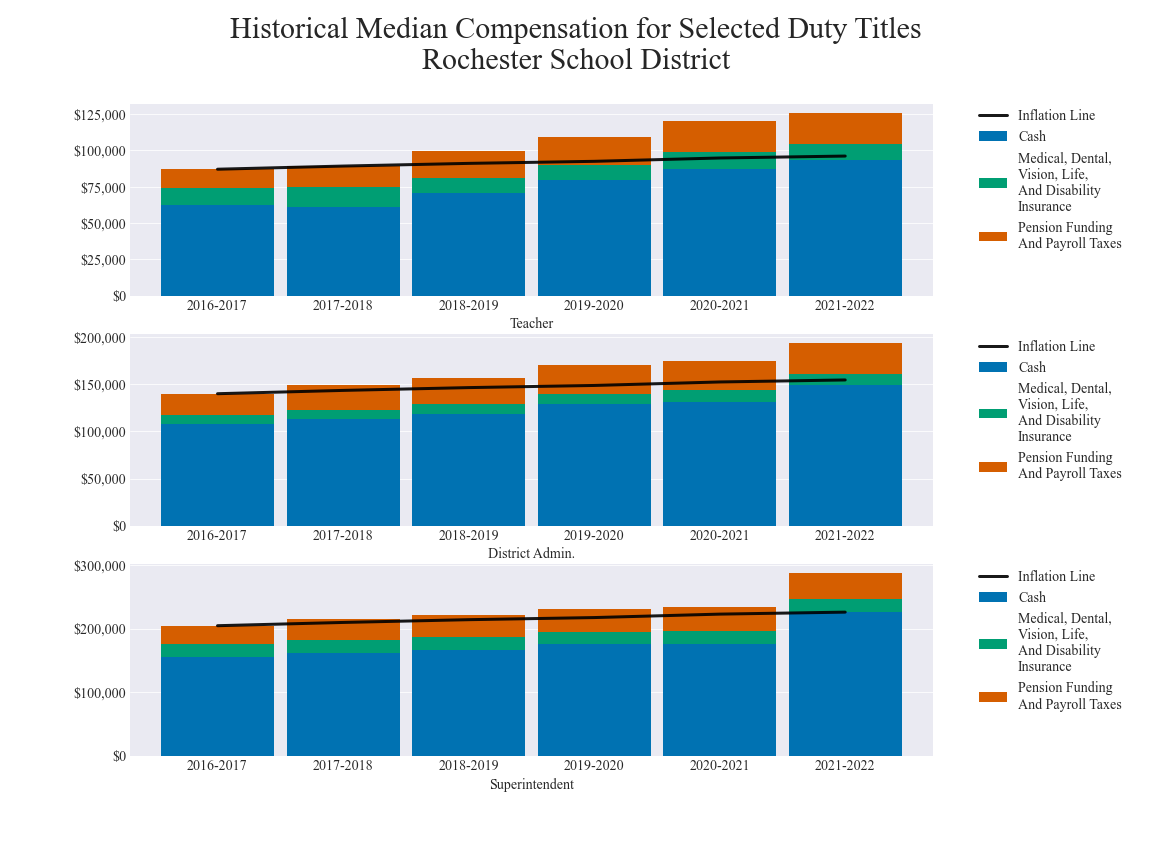 Historical Median Compensation for Selected Duty Titles
Rochester School District
$125,000
$100,000
$75,000
$50,000
$25,000
$0
2016-2017 2017-2018 2018-2019 2019-2020 2020-2021 2021-2022
Teacher
Inflation Line
Cash
Medical, Dental,
Vision, Life,
And Disability
Insurance
Pension Funding
And Payroll Taxes
$200,000
$150,000
$100,000
$50,000
$0
2016-2017 2017-2018 2018-2019 2019-2020 2020-2021 2021-2022
District Admin.
Inflation Line
Cash
Medical, Dental,
Vision, Life,
And Disability
Insurance
Pension Funding
And Payroll Taxes
$300,000
$200,000
$100,000
$0
2016-2017 2017-2018 2018-2019 2019-2020 2020-2021 2021-2022
Superintendent
Inflation Line
Cash
Medical, Dental,
Vision, Life,
And Disability
Insurance
Pension Funding
And Payroll Taxes